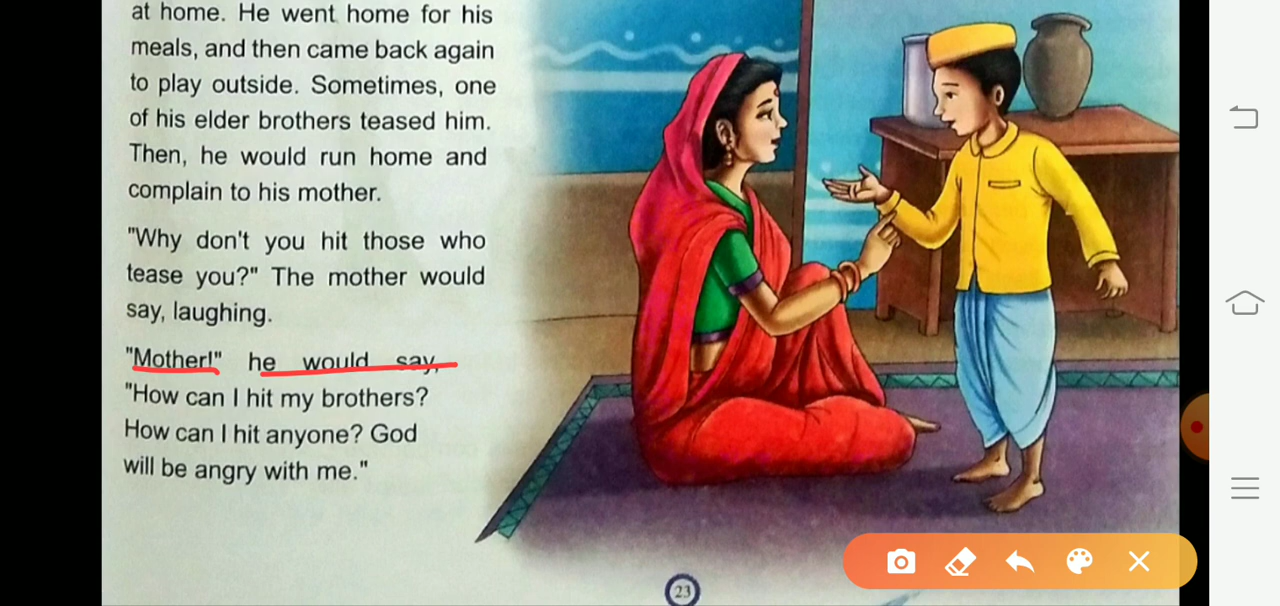 at home. He went home for his
meals, and then came back again
to play outside. Sometimes, one
of his elder brothers teased him.
Then, he would run home and
complain to his mother.
"Why don't you hit those who
tease you?" The mother would
say, laughing.
"Mother!" he would say,
"How can I hit my brothers?
How can I hit anyone? God
will be angry with me."
23